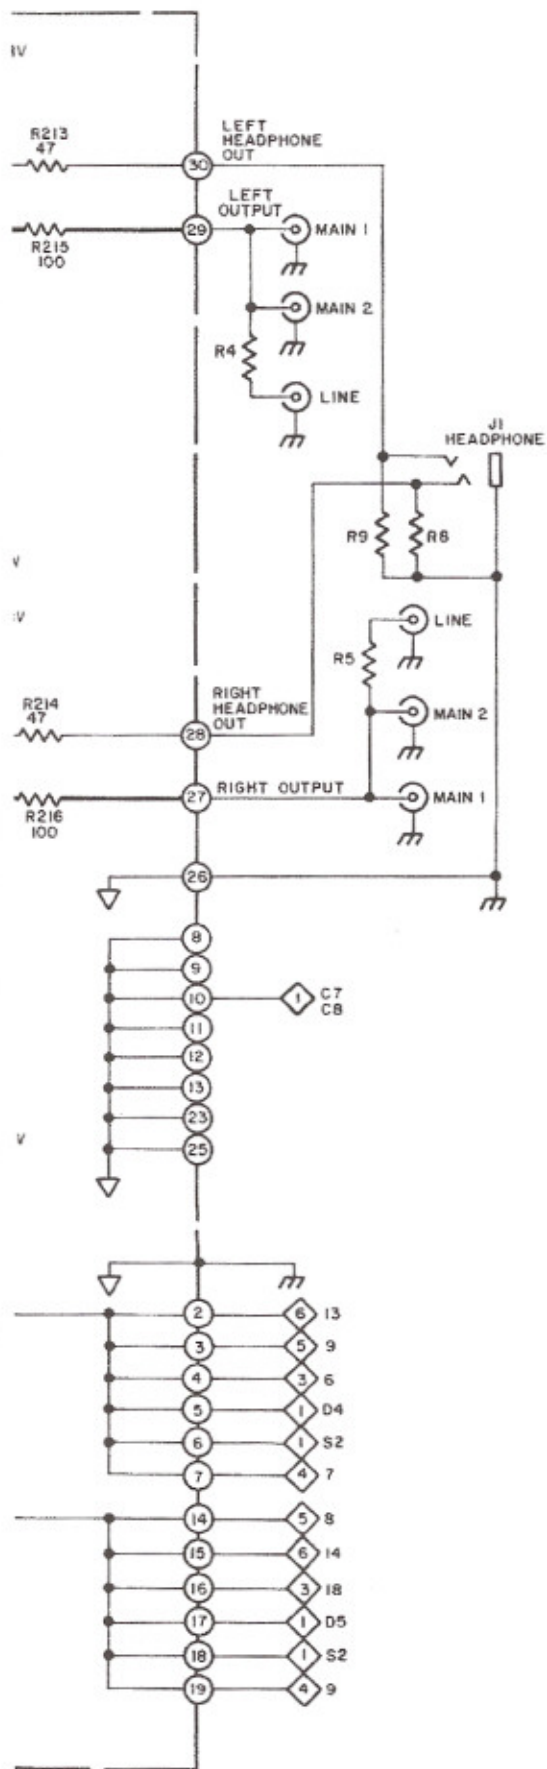 R213
47
LEFT
HEADPHONE
OUT
30
LEFT
OUTPUT
29
MAIN 1
R215
100
MAIN 2
R4
LINE
J1
HEADPHONE
R9
R8
LINE
R5
R214
47
RIGHT
HEADPHONE
OUT
28
MAIN 2
27
RIGHT OUTPUT
MAIN 1
R216
100
26
8
9
10
1
C7
C8
11
12
13
23
25
2
6
13
3
5
9
4
3
6
5
1
D4
6
1
S2
7
4
7
14
5
8
15
6
14
16
3
18
17
1
D5
18
1
S2
19
4
9